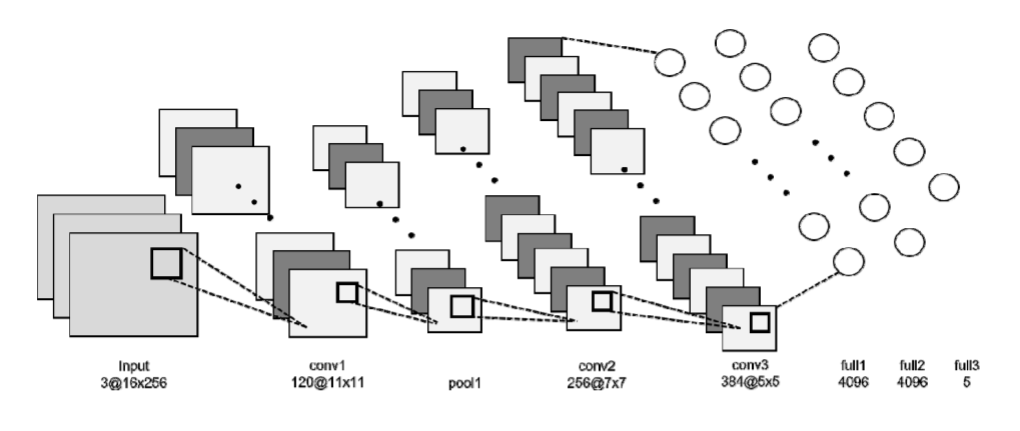 Input
3@16x256
conv1
120@11x11
pool1
conv2
256@7x7
conv3
384@5x5
full1
4096
full2
4096
full3
5